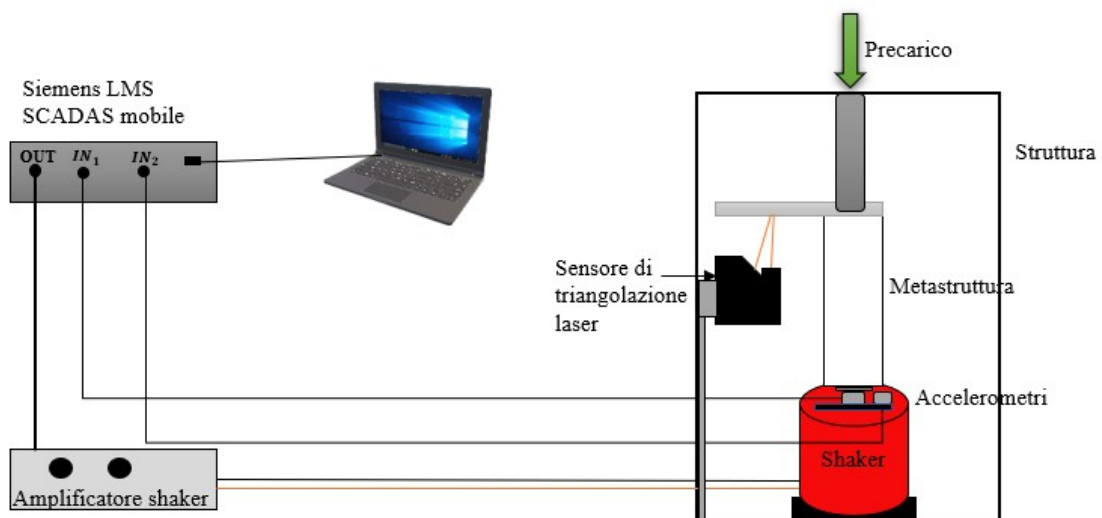 Precarico
Siemens LMS
SCADAS mobile
OUT IN₁ IN₂
Struttura
Sensore di
triangolazione
laser
Metastruttura
Accelerometri
Shaker
Amplificatore shaker